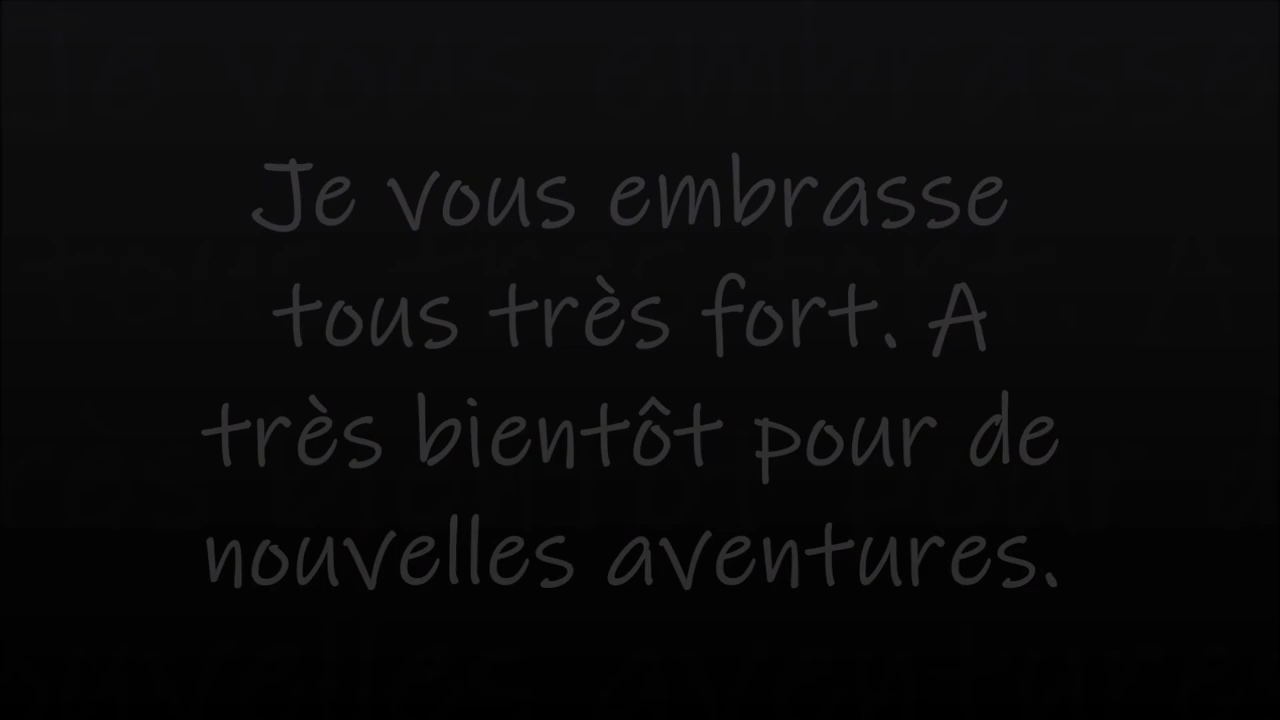 Je vous embrasse
tous très fort. A
très bientôt pour de
nouvelles aventures.